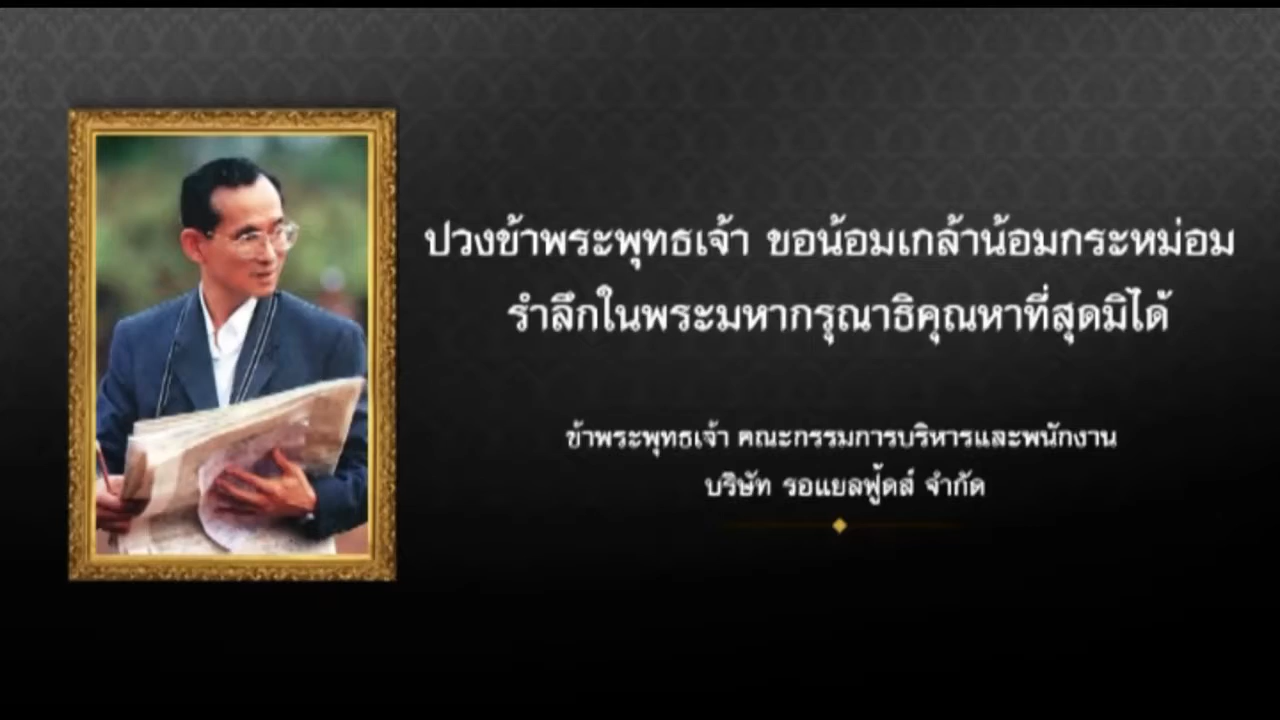 ปวงข้าพระพุทธเจ้า ขอน้อมเกล้าน้อมกระหม่อม
รำลึกในพระมหากรุณาธิคุณหาที่สุดมิได้
ข้าพระพุทธเจ้า คณะกรรมการบริหารและพนักงาน
บริษัท รอแยลฟู้ดส์ จำกัด